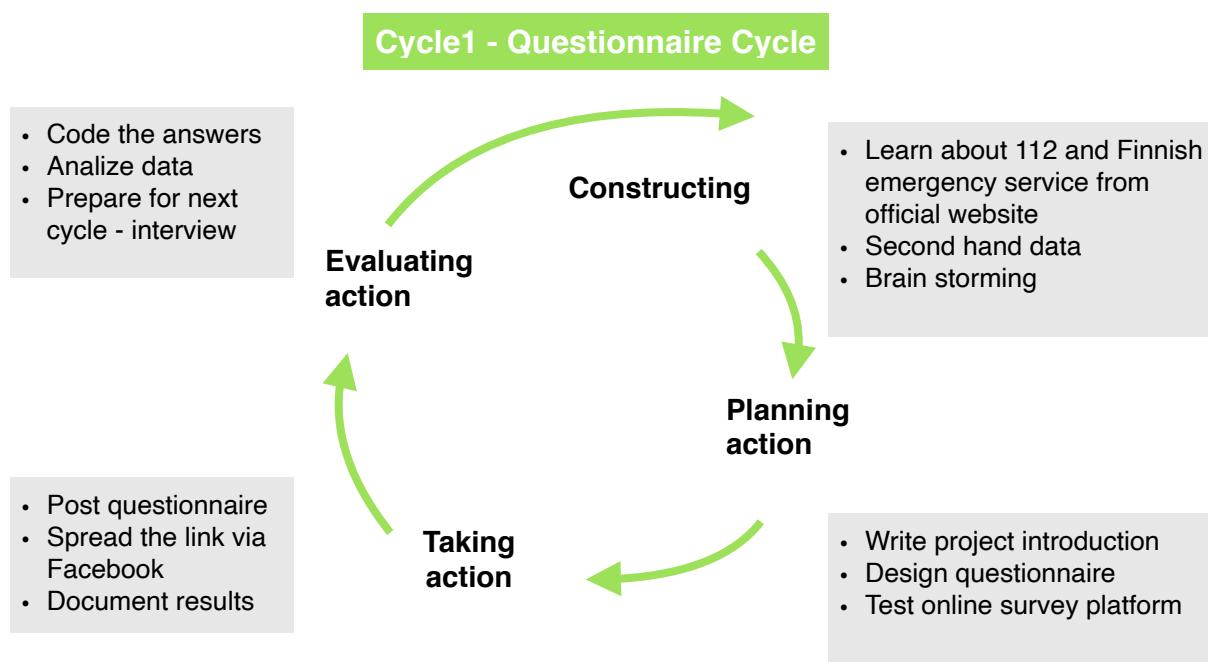 Cycle1 - Questionnaire Cycle
• Code the answers
• Analize data
• Prepare for next
cycle - interview
Constructing
• Learn about 112 and Finnish
emergency service from
official website
• Second hand data
• Brain storming
Evaluating
action
Planning
action
• Post questionnaire
• Spread the link via
Facebook
• Document results
Taking
action
• Write project introduction
• Design questionnaire
• Test online survey platform